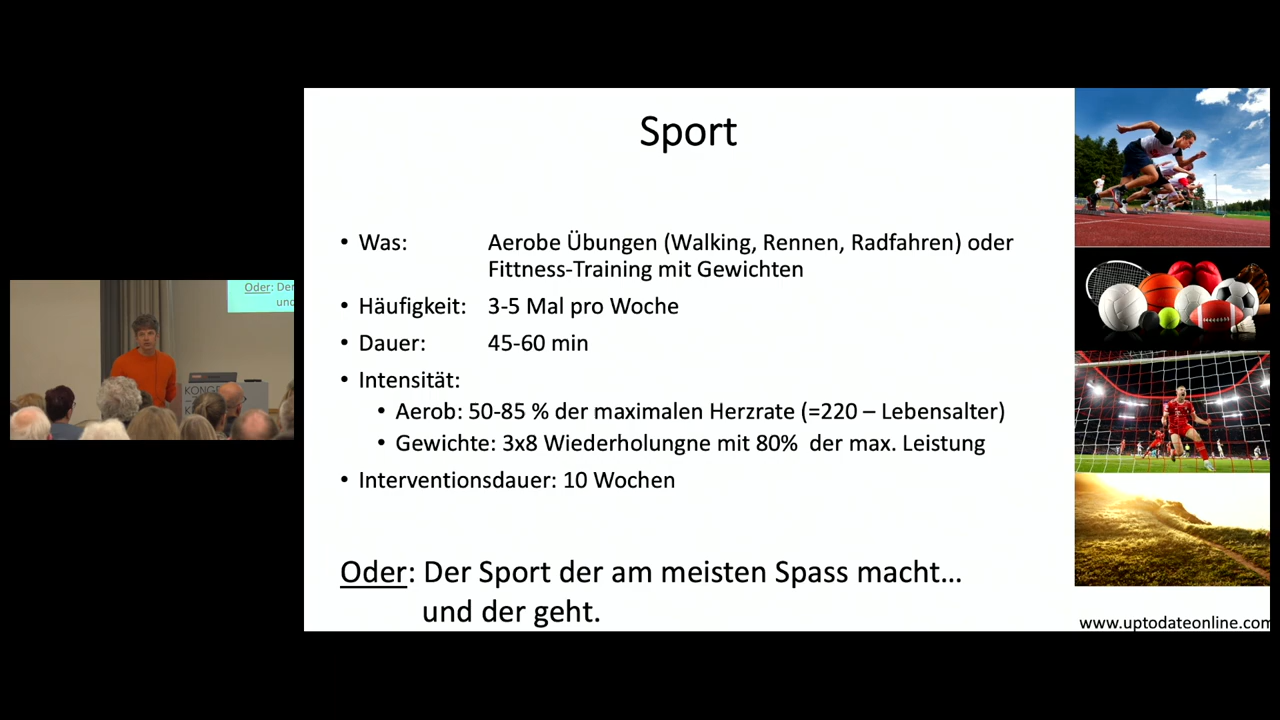 Sport
• Was: Aerobe Übungen (Walking, Rennen, Radfahren) oder
Fittness-Training mit Gewichten
• Häufigkeit: 3-5 Mal pro Woche
• Dauer: 45-60 min
• Intensität:
• Aerob: 50-85 % der maximalen Herzrate (=220 – Lebensalter)
• Gewichte: 3x8 Wiederholungne mit 80% der max. Leistung
• Interventionsdauer: 10 Wochen
Oder: Der Sport der am meisten Spass macht...
und der geht.
www.uptodateonline.com
Oder: Der
und
KONG